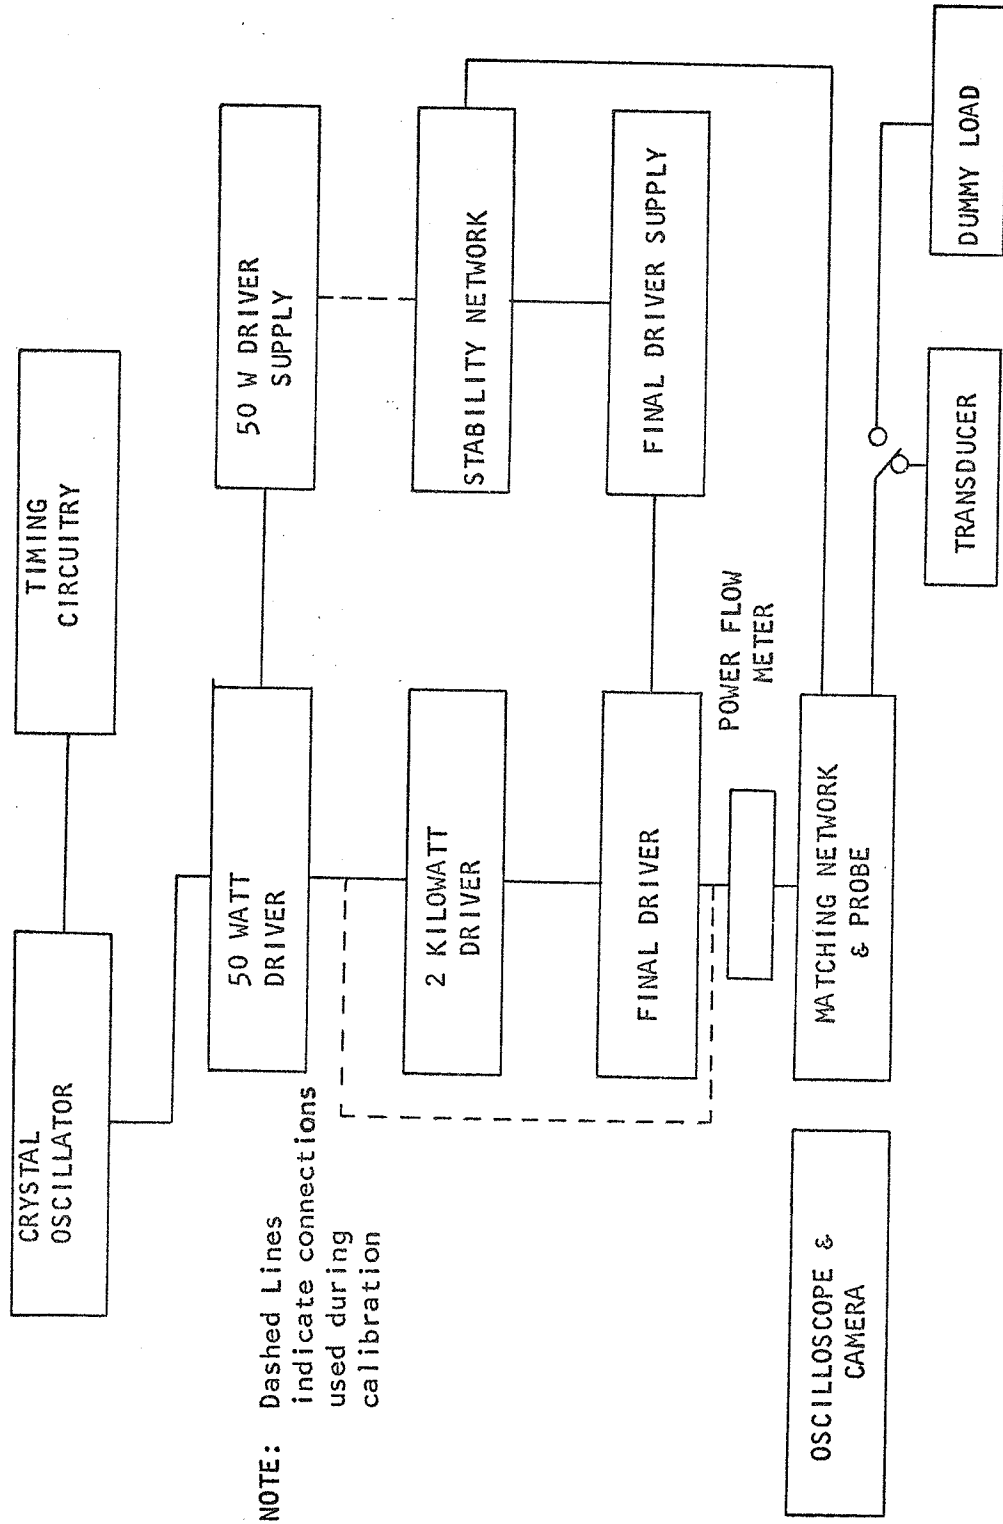 CRYSTAL
OSCILLATOR
TIMING
CIRCUITRY
50 WATT
DRIVER
50 W DRIVER
SUPPLY
NOTE: Dashed Lines
indicate connections
used during
calibration
2 KILOWATT
DRIVER
STABILITY NETWORK
FINAL DRIVER
FINAL DRIVER SUPPLY
POWER FLOW
METER
OSCILLOSCOPE &
CAMERA
MATCHING NETWORK
& PROBE
TRANSDUCER
DUMMY LOAD